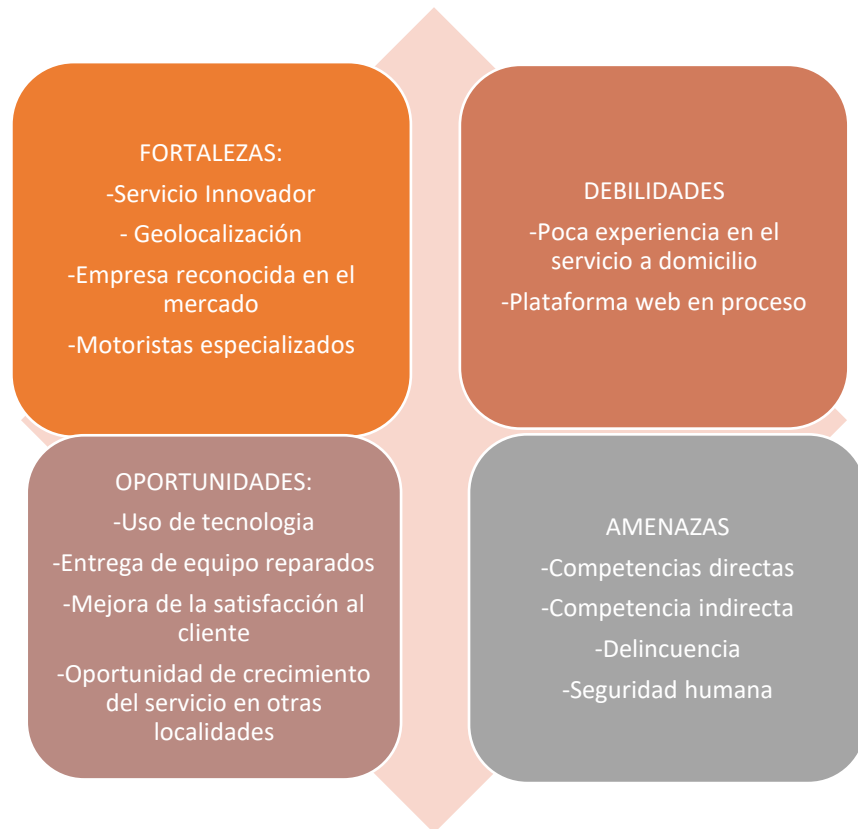 FORTALEZAS:
-Servicio Innovador
- Geolocalización
-Empresa reconocida en el
mercado
-Motoristas especializados
DEBILIDADES
-Poca experiencia en el
servicio a domicilio
-Plataforma web en proceso
OPORTUNIDADES:
-Uso de tecnologia
-Entrega de equipo reparados
-Mejora de la satisfacción al
cliente
-Oportunidad de crecimiento
del servicio en otras
localidades
AMENAZAS
-Competencias directas
-Competencia indirecta
-Delincuencia
-Seguridad humana